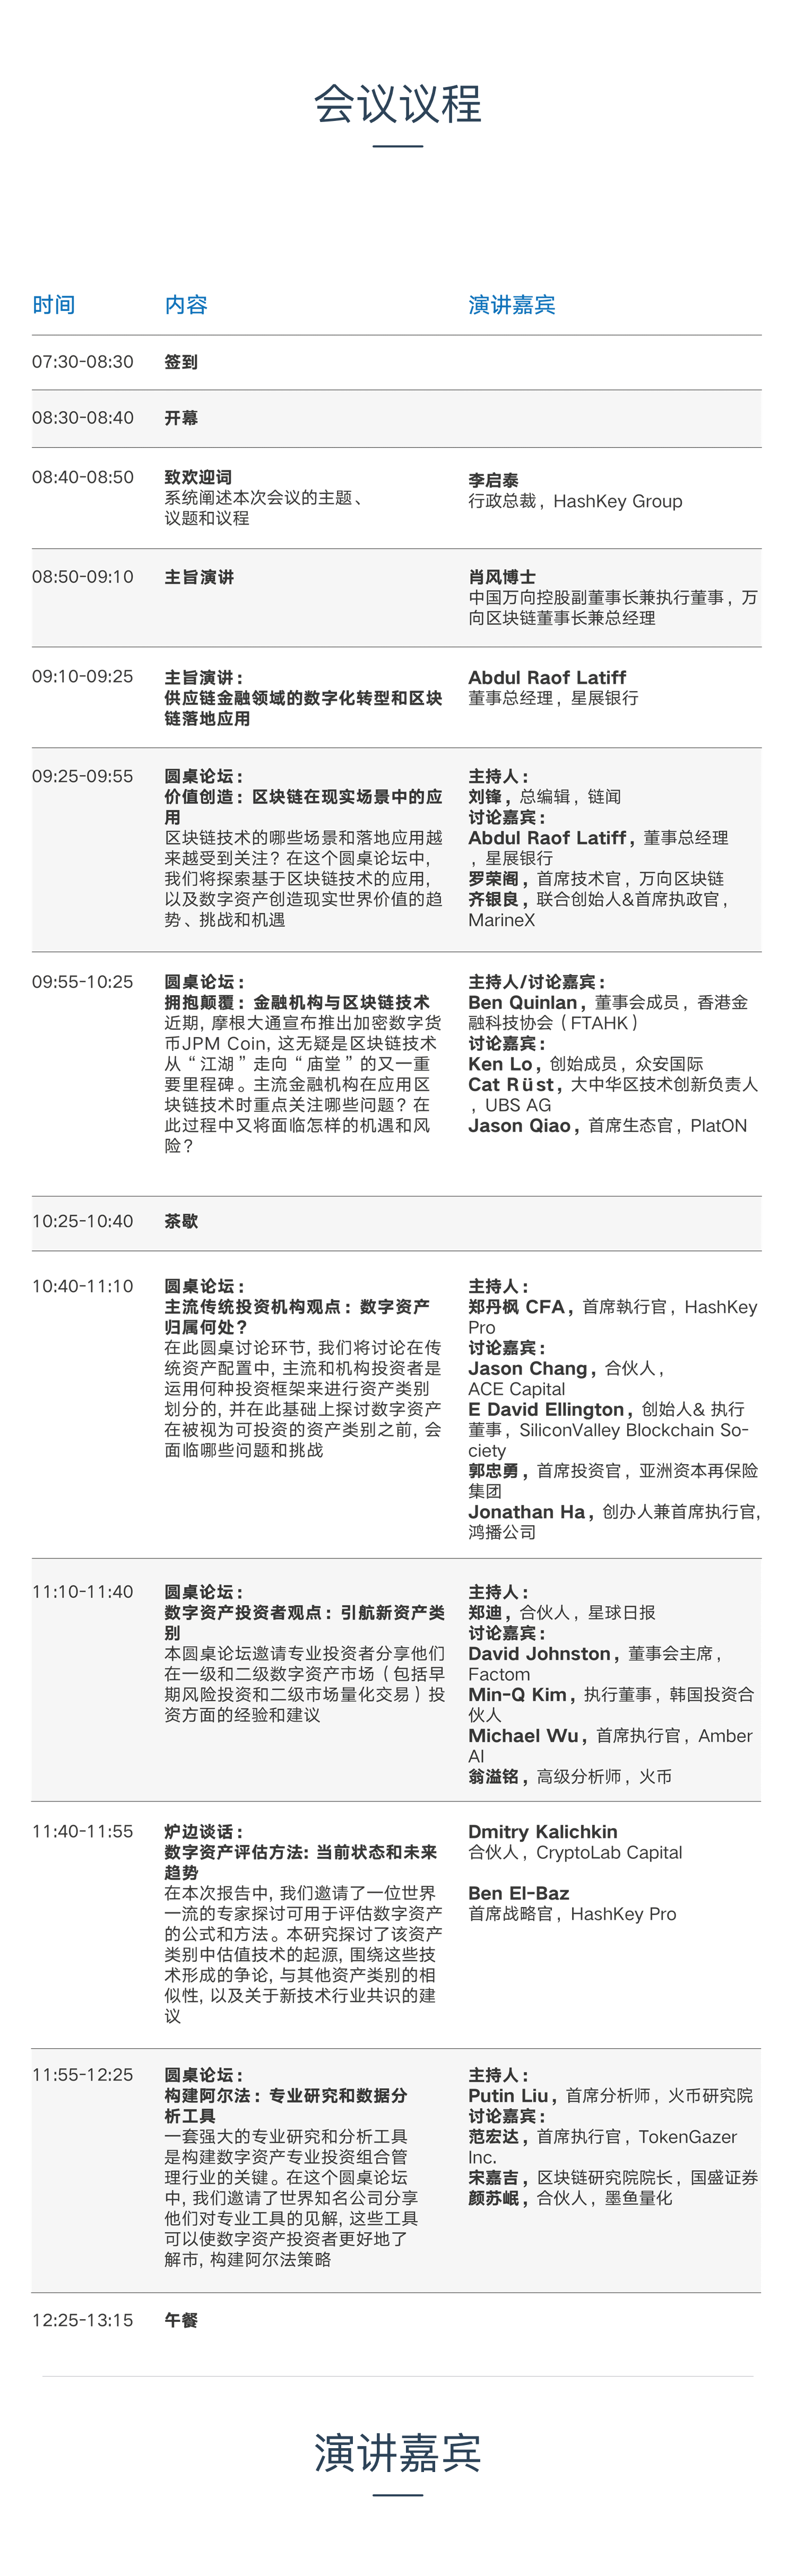 会议议程
时间 内容 演讲嘉宾
07:30-08:30 签到
08:30-08:40 开幕
08:40-08:50
致欢迎词
系统阐述本次会议的主题、
议题和议程
李启泰
行政总裁，HashKey Group
08:50-09:10
主旨演讲
肖风博士
中国万向控股副董事长兼执行董事，万
向区块链董事长兼总经理
09:10-09:25
主旨演讲：
供应链金融领域的数字化转型和区块
链落地应用
Abdul Raof Latiff
董事总经理，星展银行
09:25-09:55
圆桌论坛：
价值创造：区块链在现实场景中的应
用
区块链技术的哪些场景和落地应用越
来越受到关注？在这个圆桌论坛中,
我们将探索基于区块链技术的应用,
以及数字资产创造现实世界价值的趋
势、挑战和机遇
主持人：
刘锋，总编辑，链闻
讨论嘉宾：
Abdul Raof Latiff，董事总经理
，星展银行
罗荣阁，首席技术官，万向区块链
齐银良，联合创始人&首席执政官，
MarineX
09:55-10:25
圆桌论坛：
拥抱颠覆：金融机构与区块链技术
近期, 摩根大通宣布推出加密数字货
币JPM Coin, 这无疑是区块链技术
从“江湖”走向“庙堂”的又一重
要里程碑。主流金融机构在应用区
块链技术时重点关注哪些问题？在
此过程中又将面临怎样的机遇和风
险？
主持人/讨论嘉宾：
Ben Quinlan，董事会成员，香港金
融科技协会（FTAHK）
讨论嘉宾：
Ken Lo，创始成员，众安国际
Cat Rüst，大中华区技术创新负责人
，UBS AG
Jason Qiao，首席生态官，PlatON
10:25-10:40 茶歇
10:40-11:10
圆桌论坛：
主流传统投资机构观点：数字资产
归属何处？
在此圆桌讨论环节, 我们将讨论在传
统资产配置中, 主流和机构投资者是
运用何种投资框架来进行资产类别
划分的, 并在此基础上探讨数字资产
在被视为可投资的资产类别之前, 会
面临哪些问题和挑战
主持人：
郑丹枫 CFA，首席執行官，HashKey
Pro
讨论嘉宾：
Jason Chang，合伙人，
ACE Capital
E David Ellington，创始人& 执行
董事，SiliconValley Blockchain So-
ciety
郭忠勇，首席投资官，亚洲资本再保险
集团
Jonathan Ha，创办人兼首席执行官,
鸿播公司
11:10-11:40
圆桌论坛：
数字资产投资者观点：引航新资产类
别
本圆桌论坛邀请专业投资者分享他们
在一级和二级数字资产市场（包括早
期风险投资和二级市场量化交易）投
资方面的经验和建议
主持人：
郑迪，合伙人，星球日报
讨论嘉宾：
David Johnston，董事会主席，
Factom
Min-Q Kim，执行董事，韩国投资合
伙人
Michael Wu，首席执行官，Amber
AI
翁溢铭，高级分析师，火币
11:40-11:55
炉边谈话：
数字资产评估方法: 当前状态和未来
趋势
在本次报告中, 我们邀请了一位世界
一流的专家探讨可用于评估数字资产
的公式和方法。本研究探讨了该资产
类别中估值技术的起源, 围绕这些技
术形成的争论, 与其他资产类别的相
似性, 以及关于新技术行业共识的建
议
Dmitry Kalichkin
合伙人，CryptoLab Capital
Ben El-Baz
首席战略官，HashKey Pro
11:55-12:25
圆桌论坛：
构建阿尔法：专业研究和数据分
析工具
一套强大的专业研究和分析工具
是构建数字资产专业投资组合管
理行业的关键。在这个圆桌论坛
中, 我们邀请了世界知名公司分享
他们对专业工具的见解, 这些工具
可以使数字资产投资者更好地了
解市, 构建阿尔法策略
主持人：
Putin Liu，首席分析师，火币研究院
讨论嘉宾：
范宏达，首席执行官，TokenGazer
Inc.
宋嘉吉，区块链研究院院长，国盛证券
颜苏岷，合伙人，墨鱼量化
12:25-13:15 午餐
演讲嘉宾